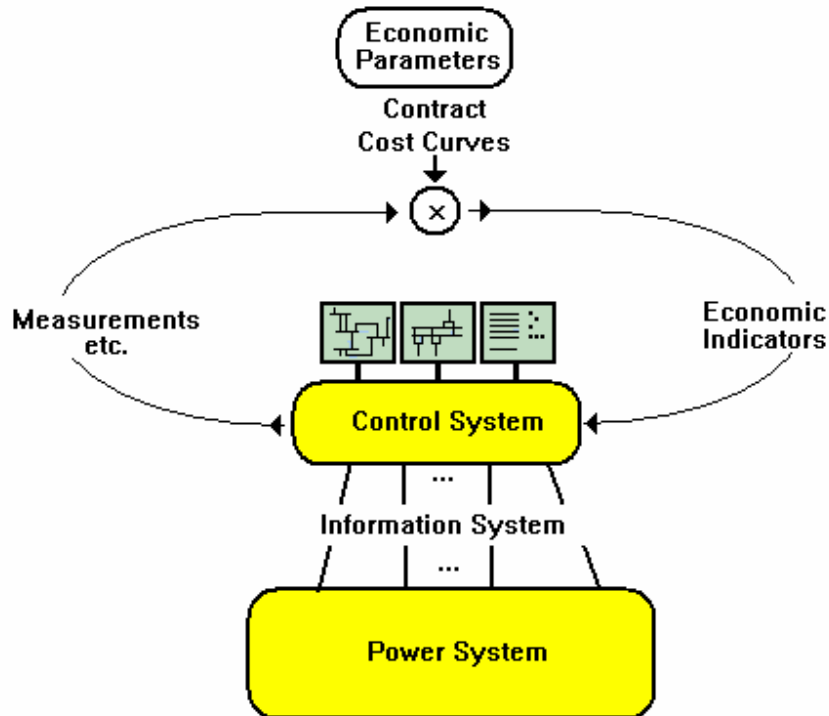 Economic
Parameters
Contract
Cost Curves
×
Measurements
etc.
Economic
Indicators
Control System
...
Information System
...
Power System